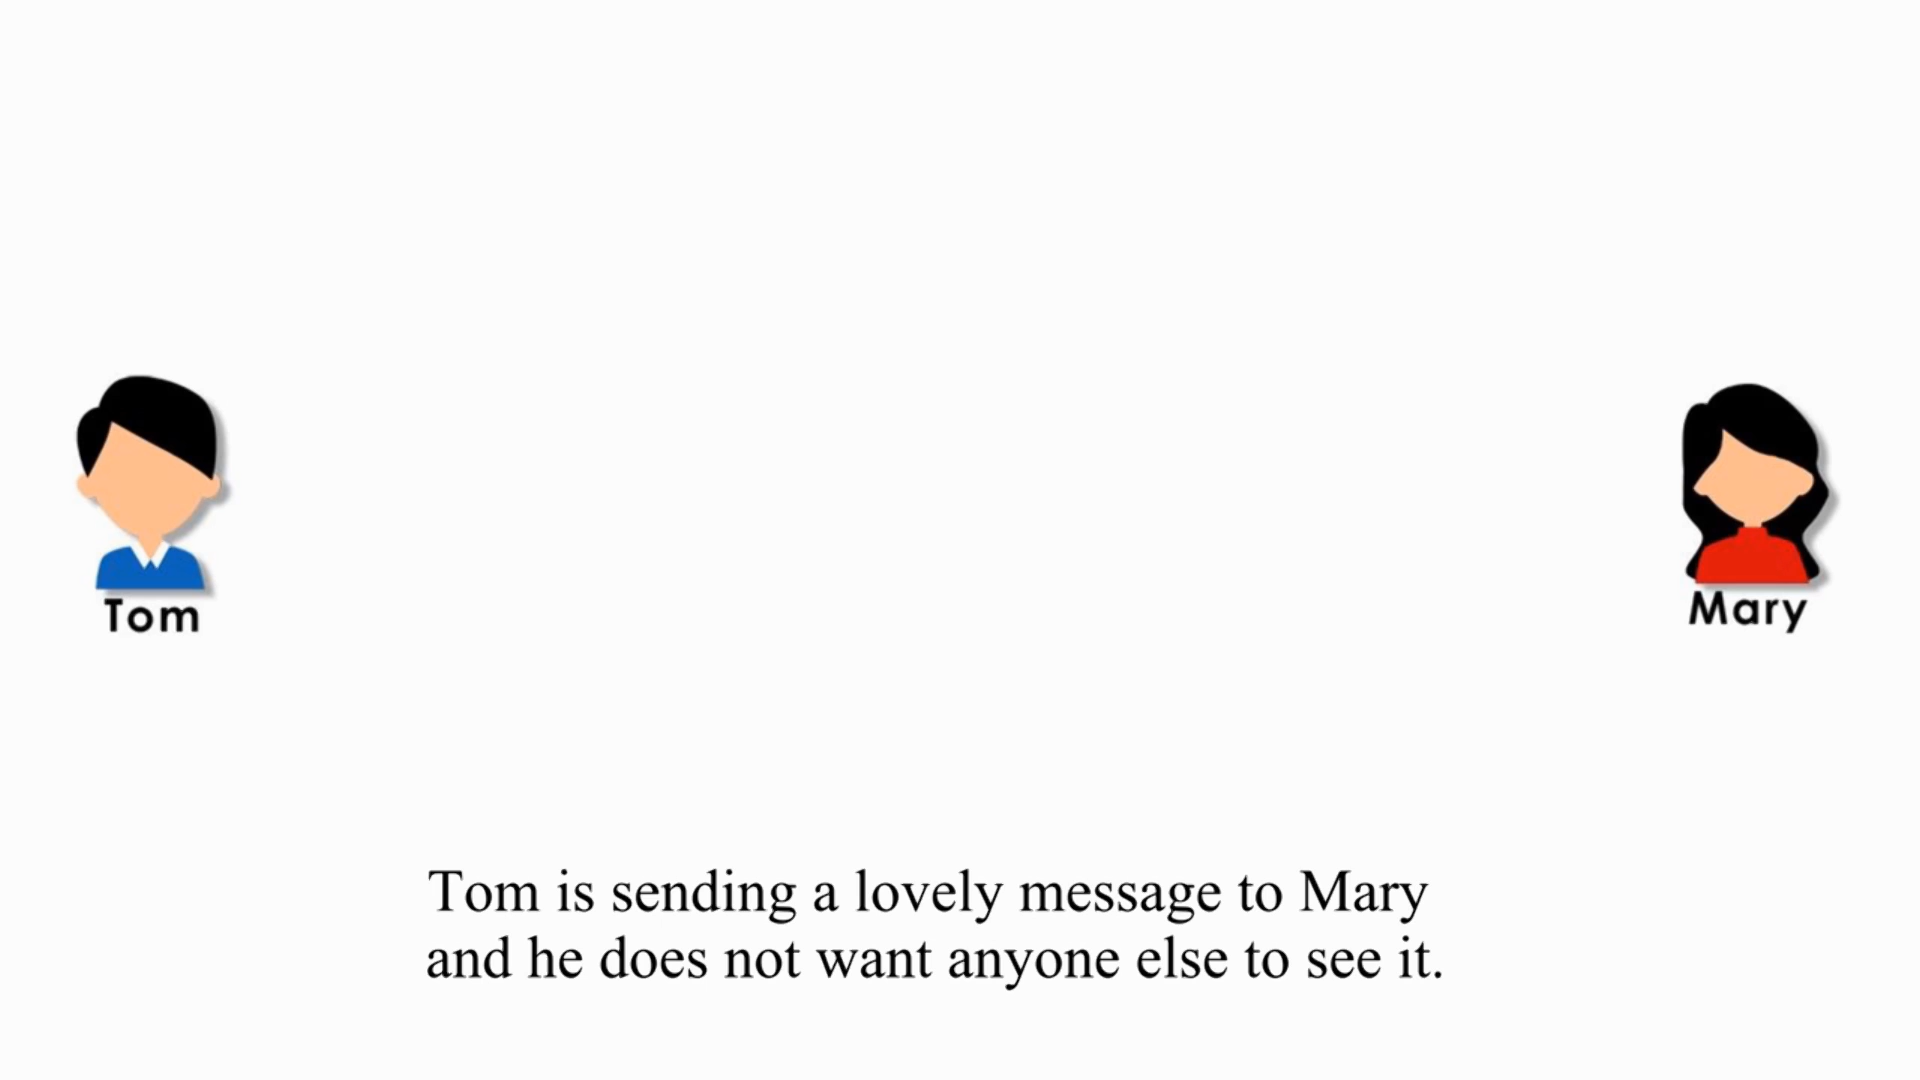 Tom
Mary
Tom is sending a lovely message to Mary
and he does not want anyone else to see it.